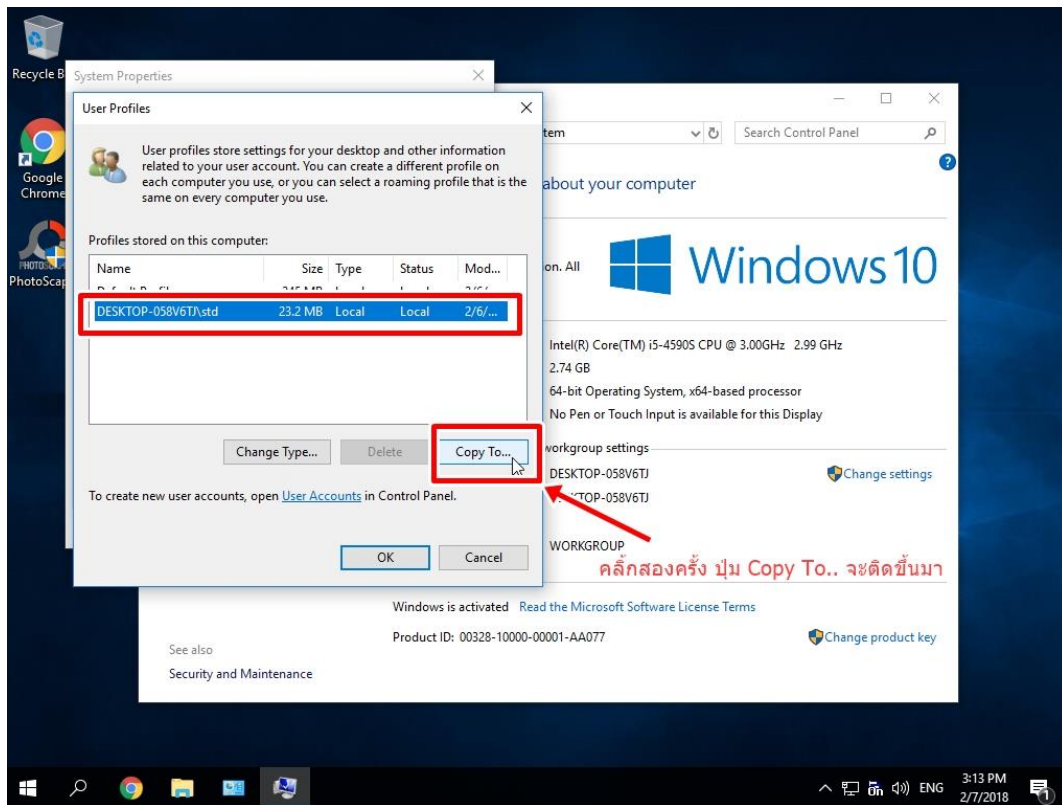 Recycle B
System Properties
User Profiles
tem
Search Control Panel
Google
Chrome
User profiles store settings for your desktop and other information
related to your user account. You can create a different profile on
each computer you use, or you can select a roaming profile that is the
same on every computer you use.
about your computer
PhotoScap
Profiles stored on this computer:
Name Size Type Status Mod...
on. All
Windows 10
DESKTOP-058V6TJ\std 23.2 MB Local Local 2/6/...
Intel(R) Core(TM) i5-4590S CPU @ 3.00GHz 2.99 GHz
2.74 GB
64-bit Operating System, x64-based processor
No Pen or Touch Input is available for this Display
Change Type... Delete Copy To...
workgroup settings
DESKTOP-058V6TJ
Change settings
To create new user accounts, open User Accounts in Control Panel.
WORKGROUP
OK Cancel
คลิ้กสองครั้ง ปุ่ม Copy To.. จะติดขึ้นมา
Windows is activated Read the Microsoft Software License Terms
Product ID: 00328-10000-00001-AA077
Change product key
See also
Security and Maintenance
ENG
3:13 PM
2/7/2018